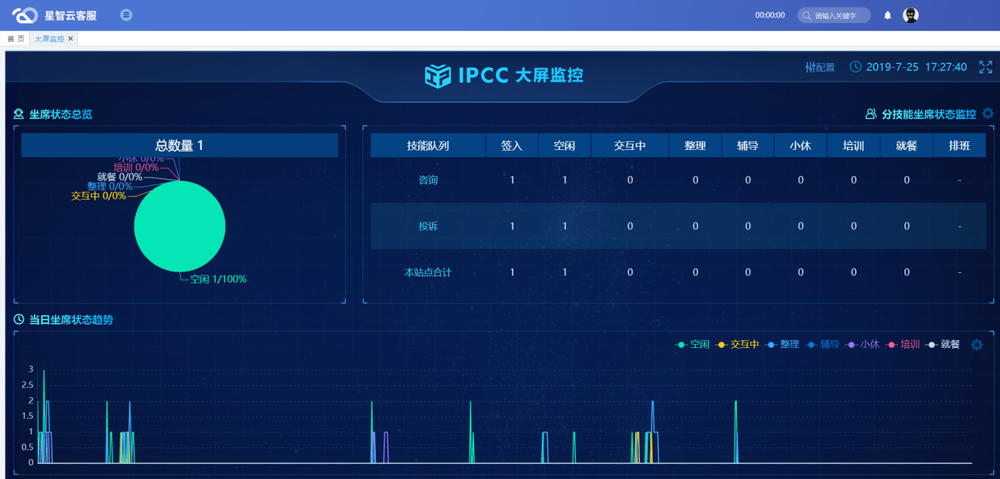 星智云客服
00:00:00
请输入关键字
首 页
大屏监控 ×
IPCC 大屏监控
配置
2019-7-25 17:27:40
坐席状态总览
分技能坐席状态监控
总数量 1
小休 0/0%
培训 0/0%
就餐 0/0%
整理 0/0%
交互中 0/0%
空闲 1/100%
技能队列 签入 空闲 交互中 整理 辅导 小休 培训 就餐 排班
咨询 1 1 0 0 0 0 0 0 -
投诉 1 1 0 0 0 0 0 0 -
本站点合计 1 1 0 0 0 0 0 0 -
当日坐席状态趋势
空闲 交互中 整理 辅导 小休 培训 就餐
3
2.5
2
1.5
1
0.5
0